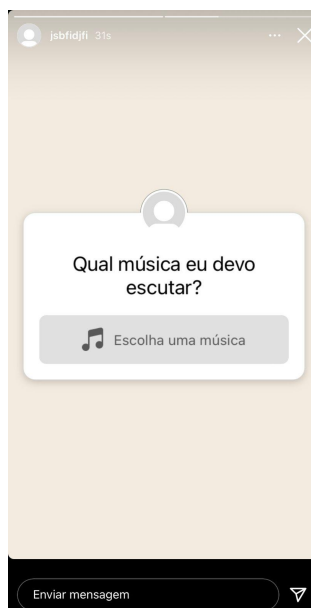 jsbfidjfi 31s
Qual música eu devo
escutar?
Escolha uma música
Enviar mensagem